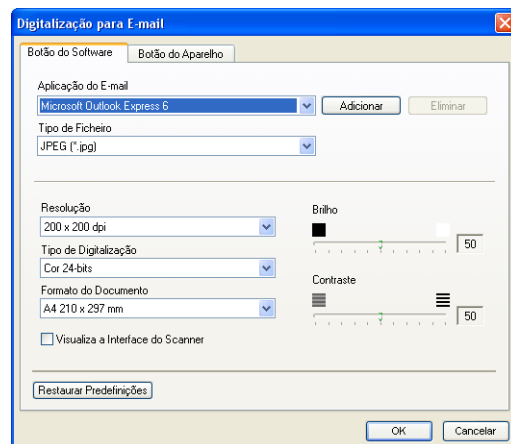 Digitalização para E-mail
Botão do Software Botão do Aparelho
Aplicação do E-mail
Microsoft Outlook Express 6 Adicionar Eliminar
Tipo de Ficheiro
JPEG (*.jpg)
Resolução Brilho
200 x 200 dpi 50
Tipo de Digitalização
Cor 24-bits Contraste
Formato do Documento
A4 210 x 297 mm 50
Visualiza a Interface do Scanner
Restaurar Predefinições
OK Cancelar